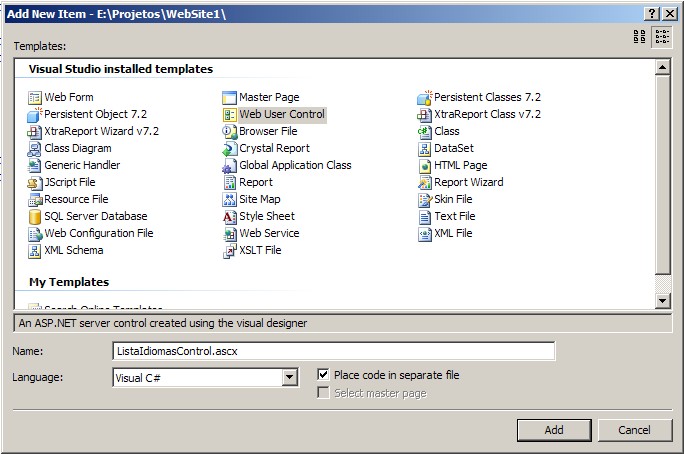 Add New Item - E:\Projetos\WebSite1\
Templates:
Visual Studio installed templates
Web Form Master Page Persistent Classes 7.2
Persistent Object 7.2 Web User Control XtraReport Class v7.2
XtraReport Wizard v7.2 Browser File Class
Class Diagram Crystal Report DataSet
Generic Handler Global Application Class HTML Page
JScript File Report Report Wizard
Resource File Site Map Skin File
SQL Server Database Style Sheet Text File
Web Configuration File Web Service XML File
XML Schema XSLT File
My Templates
Search Online Templates
An ASP.NET server control created using the visual designer
Name: ListaIdiomasControl.ascx
Language: Visual C# Place code in separate file
Select master page
Add Cancel